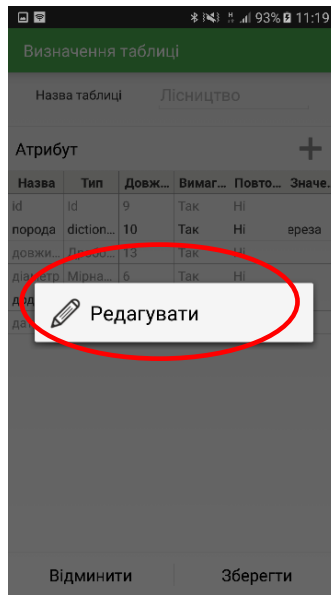 93% 11:19
Визначення таблиці
Назва таблиці Лісництво
Атрибут
Назва Тип Довж... Вимаг... Повто... Значе.
id Id 9 Так Ні
порода diction... 10 Так Ні ереза
довжи... Дробо... 13 Так Ні
діаметр Мірна... 6 Так Ні
Редагувати
Відминити Зберегти